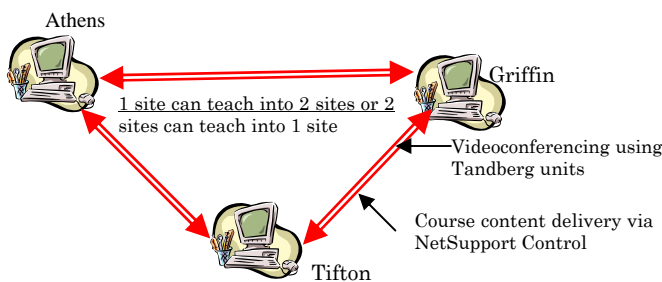 Athens
Griffin
1 site can teach into 2 sites or 2
sites can teach into 1 site
Videoconferencing using
Tandberg units
Course content delivery via
NetSupport Control
Tifton